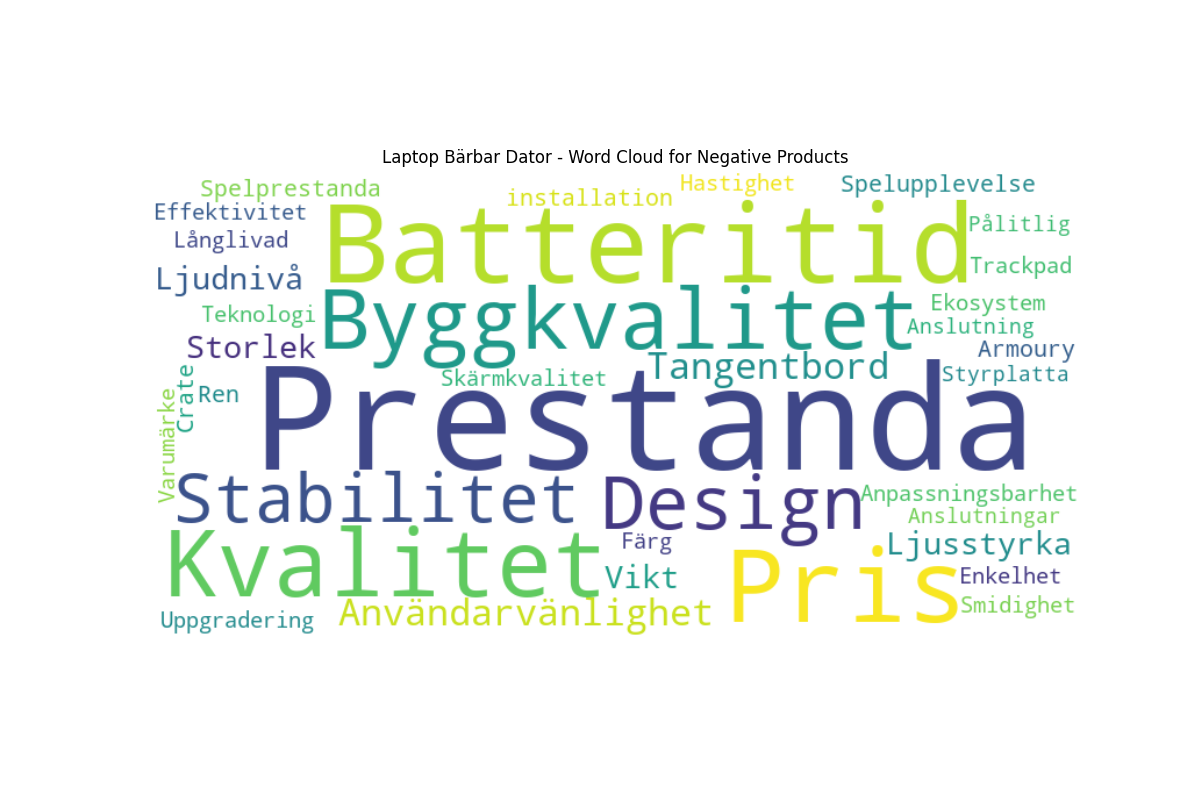 Laptop Bärbar Dator - Word Cloud for Negative Products
Spelprestanda
installation
Hastighet
Spelupplevelse
Effektivitet
Batteritid
Pålitlig
Långlivad
Trackpad
Ljudnivå
Byggkvalitet
Ekosystem
Teknologi
Anslutning
Storlek
Tangentbord
Armoury
Skärmkvalitet
Styrplatta
Crate
Ren
Varumärke
Prestanda
Stabilitet
Design
Anpassningsbarhet
Anslutningar
Kvalitet
Färg
Ljusstyrka
Vikt
Pris
Enkelhet
Användarvänlighet
Smidighet
Uppgradering